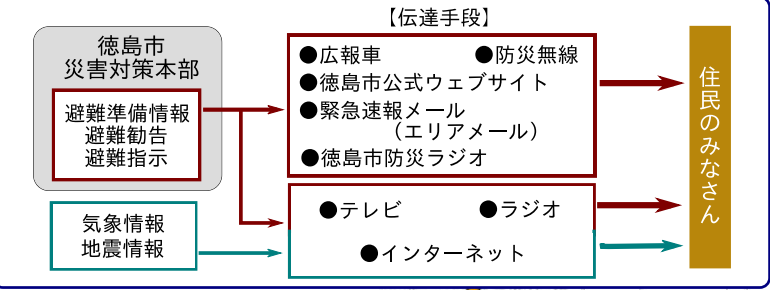 【伝達手段】
徳島市
災害対策本部
避難準備情報
避難勧告
避難指示
気象情報
地震情報
●広報車 ●防災無線
●徳島市公式ウェブサイト
●緊急速報メール
（エリアメール）
●徳島市防災ラジオ
●テレビ ●ラジオ
●インターネット
住民のみなさん